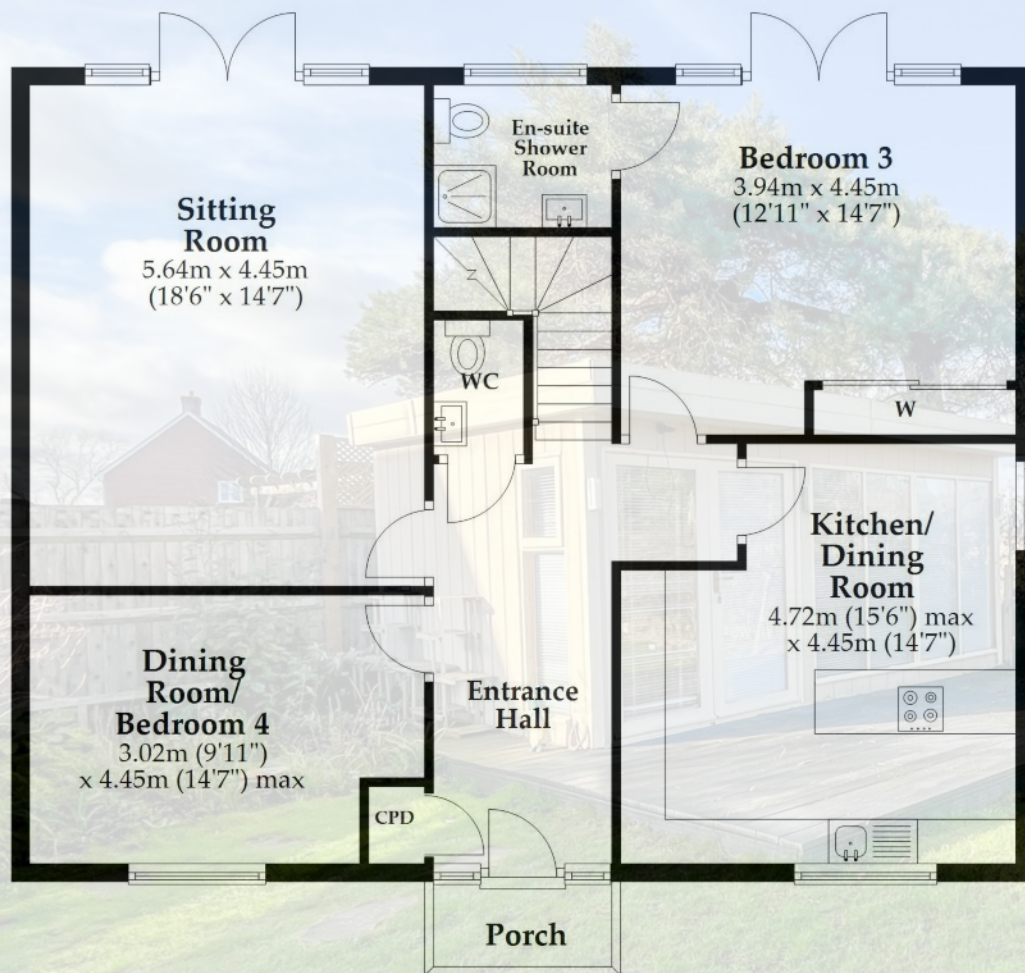 En-suite
Shower
Room
Bedroom 3
3.94m x 4.45m
(12'11" x 14'7")
Sitting
Room
5.64m x 4.45m
(18'6" x 14'7")
WC
W
Kitchen/
Dining
Room
4.72m (15'6") max
x 4.45m (14'7")
Dining
Room/
Bedroom 4
3.02m (9'11")
x 4.45m (14'7") max
Entrance
Hall
CPD
Porch